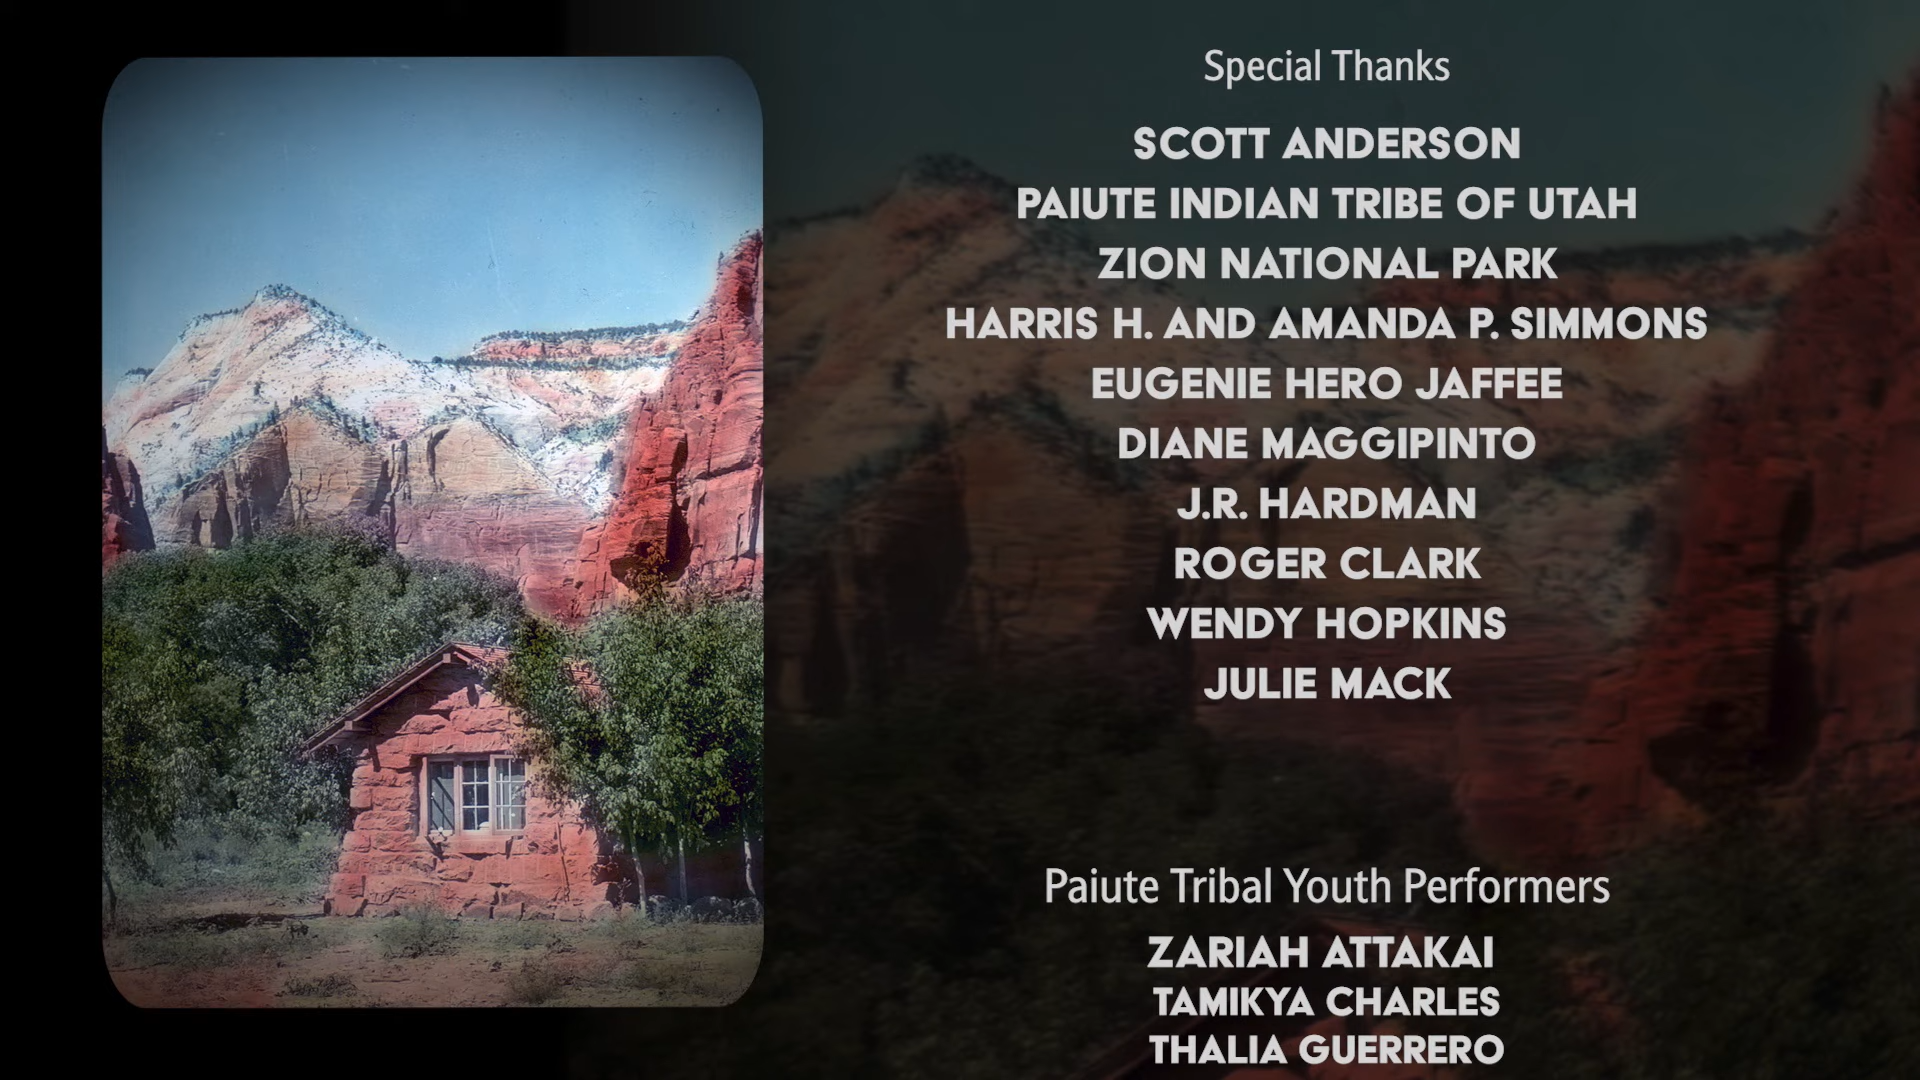 Special Thanks
SCOTT ANDERSON
PAIUTE INDIAN TRIBE OF UTAH
ZION NATIONAL PARK
HARRIS H. AND AMANDA P. SIMMONS
EUGENIE HERO JAFFEE
DIANE MAGGIPINTO
J.R. HARDMAN
ROGER CLARK
WENDY HOPKINS
JULIE MACK
Paiute Tribal Youth Performers
ZARIAH ATTAKAI
TAMIKYA CHARLES
THALIA GUERRERO